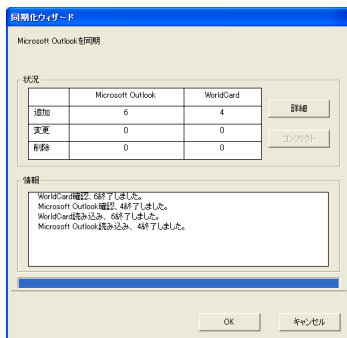 同期化ウィザード
Microsoft Outlookを同期
状況
Microsoft Outlook WorldCard
追加 6 4
変更 0 0
削除 0 0
詳細
コンフリクト
情報
WorldCard確認、6終了しました。
Microsoft Outlook確認、4終了しました。
WorldCard読み込み、6終了しました。
Microsoft Outlook読み込み、4終了しました。
OK キャンセル